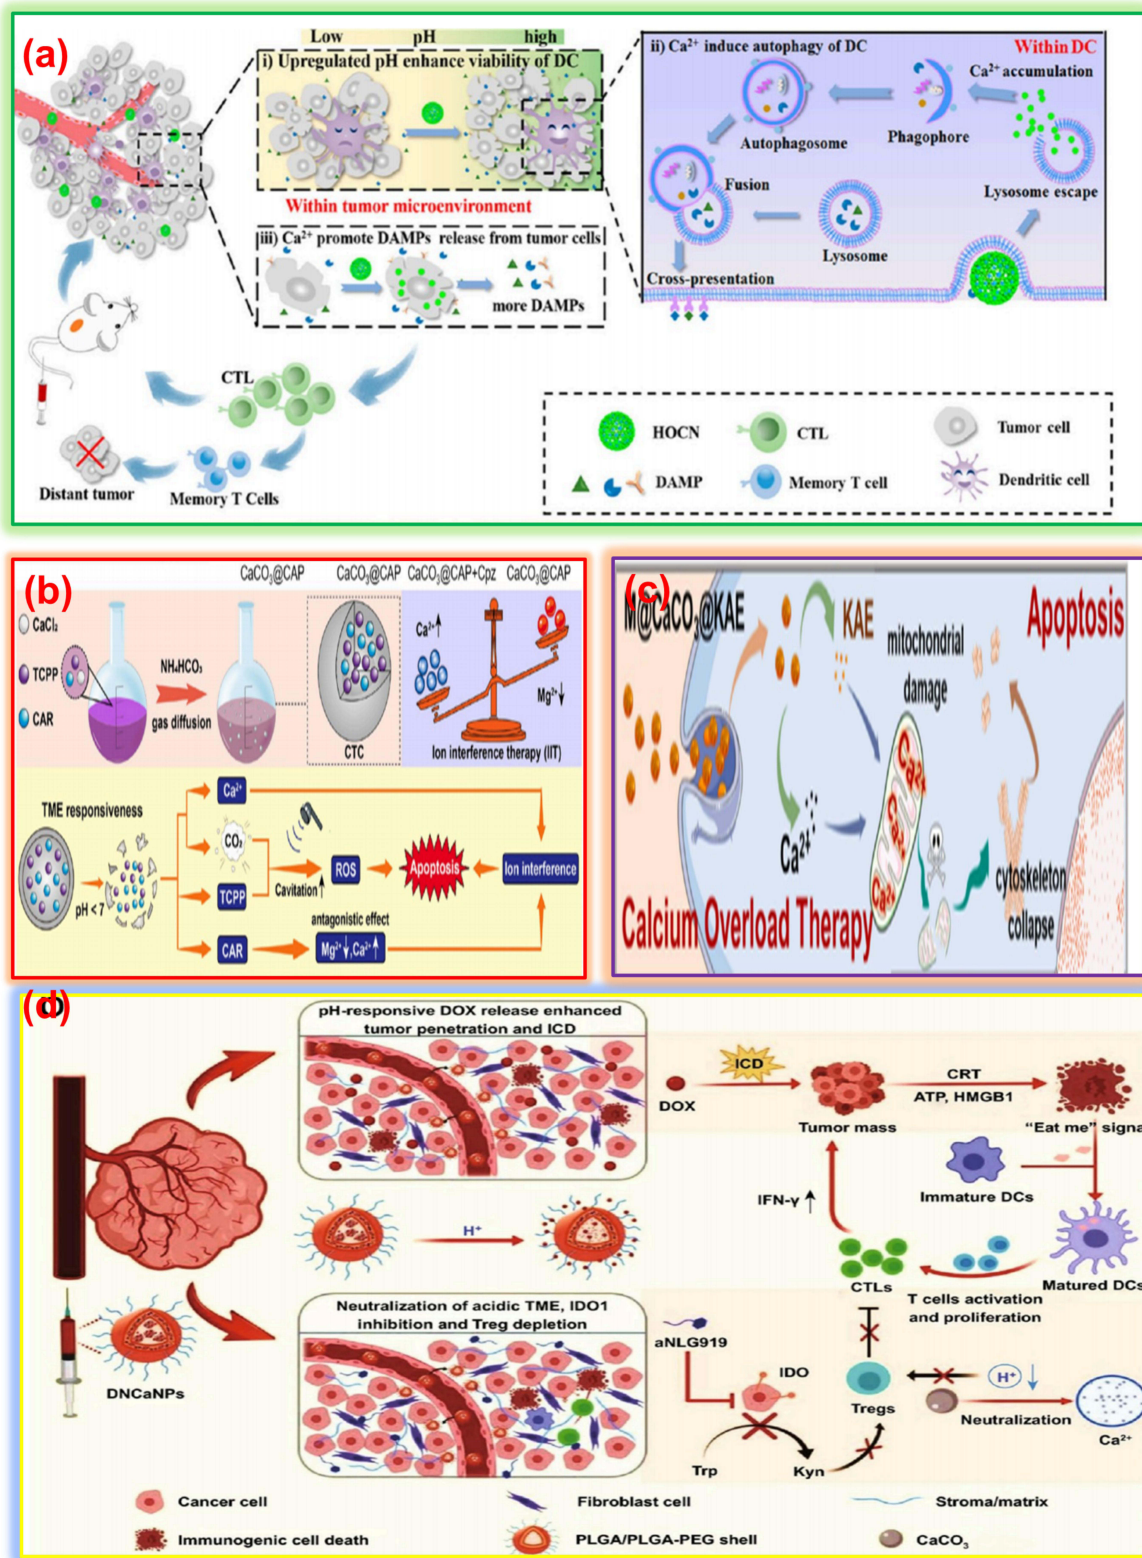 (a)
Low pH high
i) Upregulated pH enhance viability of DC
Within tumor microenvironment
iii) Ca²⁺ promote DAMPs release from tumor cells
more DAMPs
ii) Ca²⁺ induce autophagy of DC
Within DC
Ca²⁺ accumulation
Autophagosome
Phagophore
Lysosome escape
Fusion
Lysosome
Cross-presentation
CTL
Distant tumor
Memory T Cells
HOCN
CTL
Tumor cell
DAMP
Memory T cell
Dendritic cell
(b)
CaCO₃@CAP CaCO₃@CAP CaCO₃@CAP+Cpz CaCO₃@CAP
CaCl₂
TCPP
CAR
NH₄HCO₃
gas diffusion
CTC
Ca²⁺↑
Mg²⁺↓
Ion interference therapy (IIT)
TME responsiveness
pH < 7
Ca²⁺
CO₂
TCPP
CAR
Cavitation ↑
ROS
Apoptosis
Ion interference
antagonistic effect
Mg²⁺↓,Ca²⁺↑
(c)
M@CaCO₃@KAE
KAE
mitochondrial
damage
Apoptosis
Ca²⁺
Ca²⁺
Ca²⁺
Ca²⁺
cytoskeleton
collapse
Calcium Overload Therapy
(d)
pH-responsive DOX release enhanced
tumor penetration and ICD
H⁺
Neutralization of acidic TME, IDO1
inhibition and Treg depletion
DNCaNPs
DOX
ICD
Tumor mass
CRT
ATP, HMGB1
"Eat me" signa
Immature DCs
IFN-γ ↑
CTLs
Matured DCs
T cells activation
and proliferation
aNLG919
IDO
Tregs
H⁺ ↓
Neutralization
Ca²⁺
Trp
Kyn
Cancer cell
Fibroblast cell
Stroma/matrix
Immunogenic cell death
PLGA/PLGA-PEG shell
CaCO₃